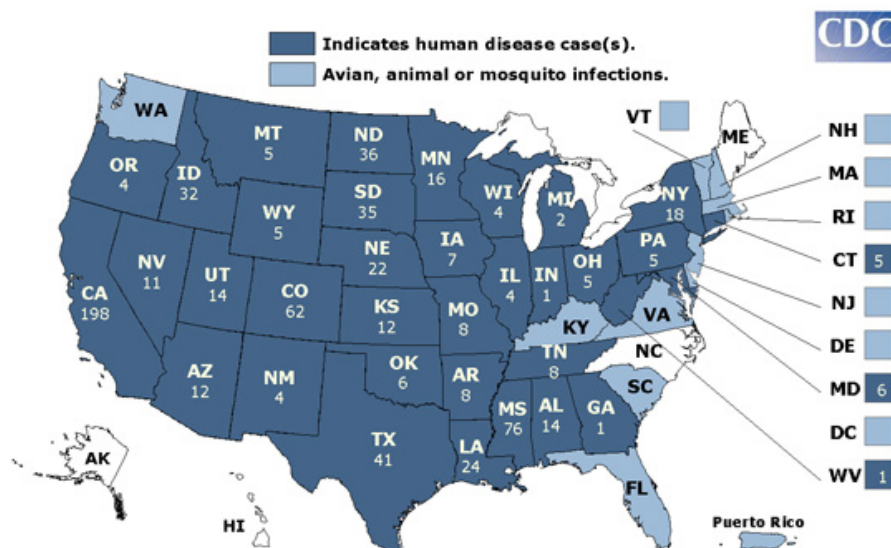 Indicates human disease case(s).
Avian, animal or mosquito infections.
CDC
WA
MT
5
ND
36
MN
16
VT
ME
NH
OR
4
ID
32
WY
5
SD
35
WI
4
MI
2
NY
18
MA
RI
NV
11
UT
14
CO
62
NE
22
IA
7
IL
4
IN
1
OH
5
PA
5
CT 5
CA
198
KS
12
MO
8
KY
VA
NJ
AZ
12
NM
4
OK
6
AR
8
TN
8
NC
DE
SC
MD 6
TX
41
LA
24
MS
76
AL
14
GA
1
DC
AK
HI
FL
WV 1
Puerto Rico